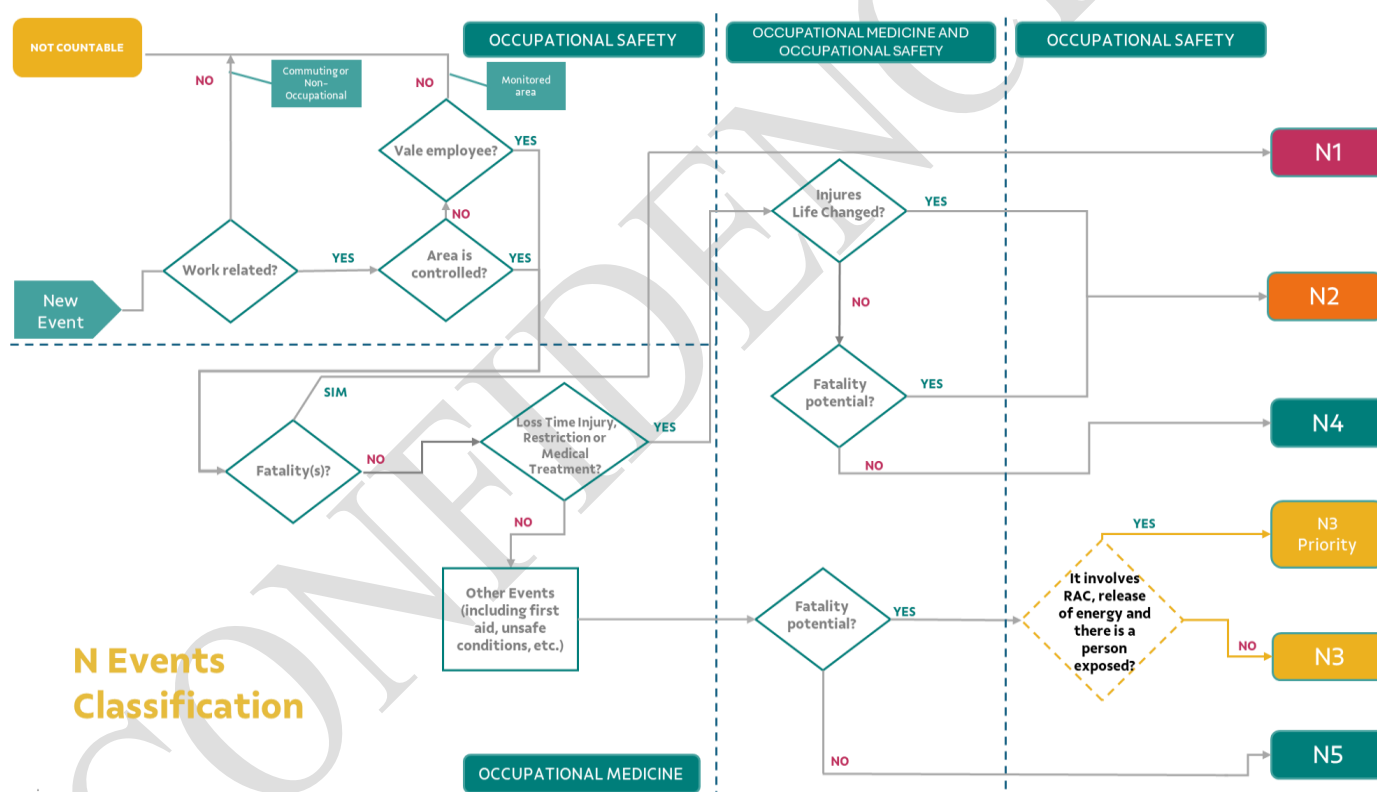 NOT COUNTABLE
OCCUPATIONAL SAFETY
OCCUPATIONAL MEDICINE AND
OCCUPATIONAL SAFETY
OCCUPATIONAL SAFETY
NO
Commuting or
Non-
Occupational
NO
Monitored
area
Vale employee?
YES
N1
Injures
Life Changed?
YES
NO
Work related?
YES
Area is
controlled?
YES
New
Event
N2
NO
SIM
Fatality
potential?
YES
Loss Time Injury,
Restriction or
Medical
Treatment?
YES
N4
Fatality(s)?
NO
NO
NO
N3
Priority
YES
Other Events
(including first
aid, unsafe
conditions, etc.)
Fatality
potential?
YES
It involves
RAC, release
of energy and
there is a
person
exposed?
NO
N3
N Events
Classification
NO
N5
OCCUPATIONAL MEDICINE
CONFIDENC